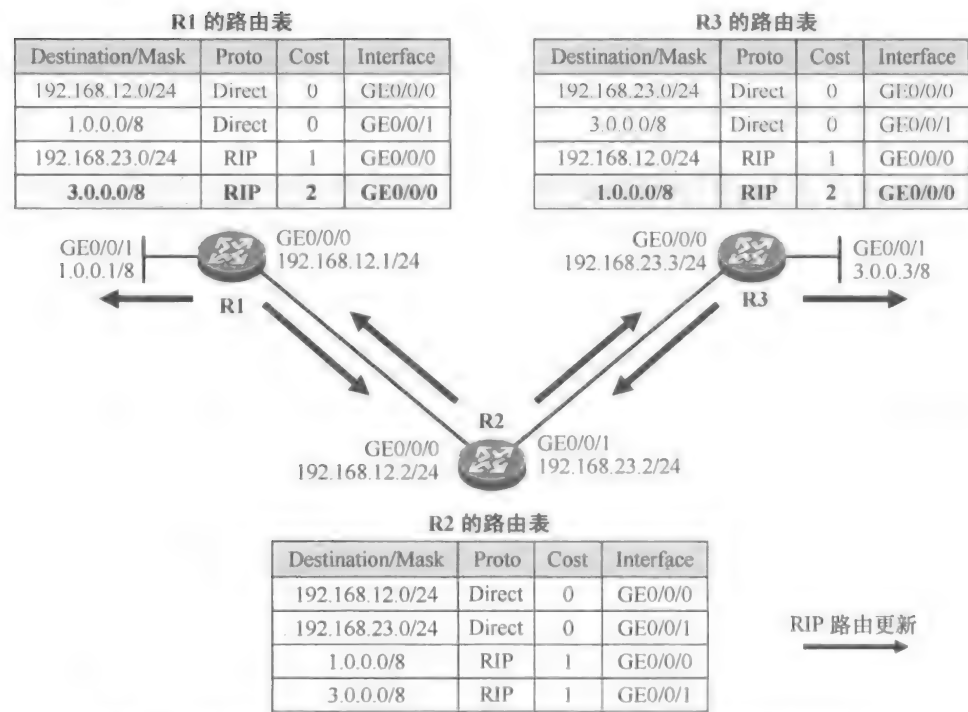 R1 的路由表
Destination/Mask Proto Cost Interface
192.168.12.0/24 Direct 0 GE0/0/0
1.0.0.0/8 Direct 0 GE0/0/1
192.168.23.0/24 RIP 1 GE0/0/0
3.0.0.0/8 RIP 2 GE0/0/0
R3 的路由表
Destination/Mask Proto Cost Interface
192.168.23.0/24 Direct 0 GE0/0/0
3.0.0.0/8 Direct 0 GE0/0/1
192.168.12.0/24 RIP 1 GE0/0/0
1.0.0.0/8 RIP 2 GE0/0/0
GE0/0/1
1.0.0.1/8
GE0/0/0
192.168.12.1/24
R1
GE0/0/0
192.168.23.3/24
GE0/0/1
3.0.0.3/8
R3
R2
GE0/0/0
192.168.12.2/24
GE0/0/1
192.168.23.2/24
R2 的路由表
Destination/Mask Proto Cost Interface
192.168.12.0/24 Direct 0 GE0/0/0
192.168.23.0/24 Direct 0 GE0/0/1
1.0.0.0/8 RIP 1 GE0/0/0
3.0.0.0/8 RIP 1 GE0/0/1
RIP 路由更新